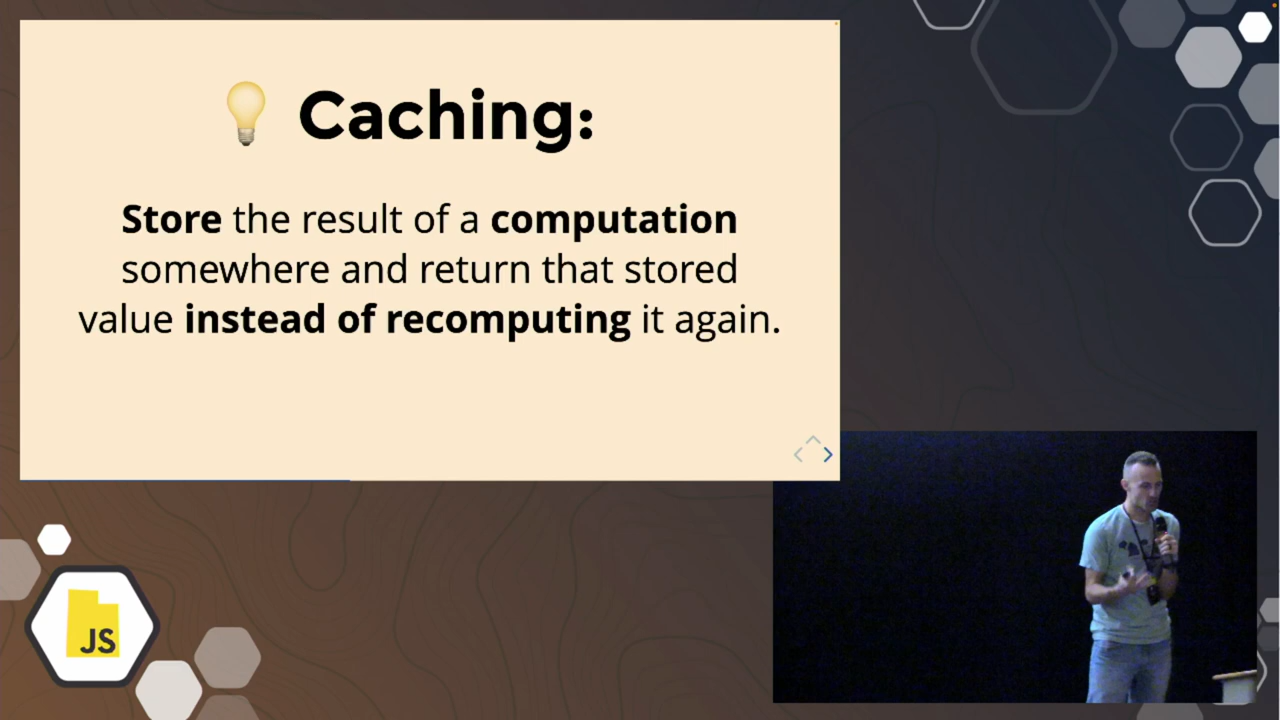 💡 Caching:
Store the result of a computation
somewhere and return that stored
value instead of recomputing it again.
JS